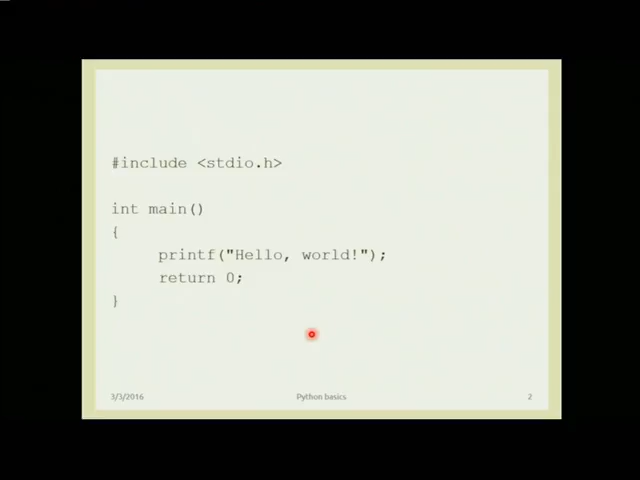 #include <stdio.h>
int main()
{
printf("Hello, world!");
return 0;
}
3/3/2016
Python basics
2